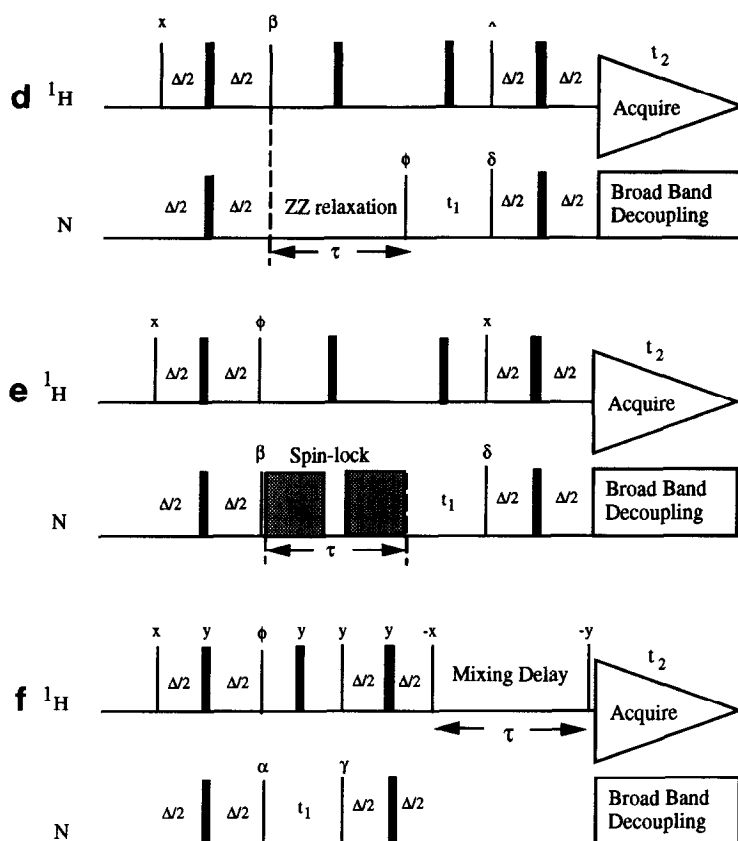 x β ^
t₂
d ¹H Δ/2 Δ/2 Δ/2 Δ/2 Acquire
φ δ
N Δ/2 Δ/2 ZZ relaxation t₁ Δ/2 Δ/2 Broad Band Decoupling
τ
x φ x
t₂
e ¹H Δ/2 Δ/2 Δ/2 Δ/2 Acquire
β Spin-lock δ
N Δ/2 Δ/2 t₁ Δ/2 Δ/2 Broad Band Decoupling
τ
x y φ y y y -x -y
t₂
f ¹H Δ/2 Δ/2 Δ/2 Δ/2 Mixing Delay Acquire
τ
α γ
N Δ/2 Δ/2 t₁ Δ/2 Δ/2 Broad Band Decoupling